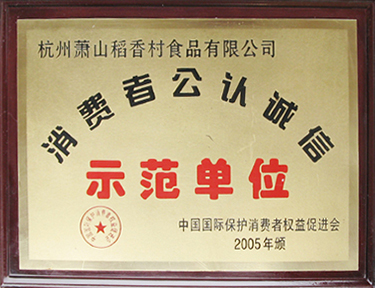 杭州萧山稻香村食品有限公司
消费者公认诚信
示范单位
中国国际保护消费者权益促进会
2005年颁